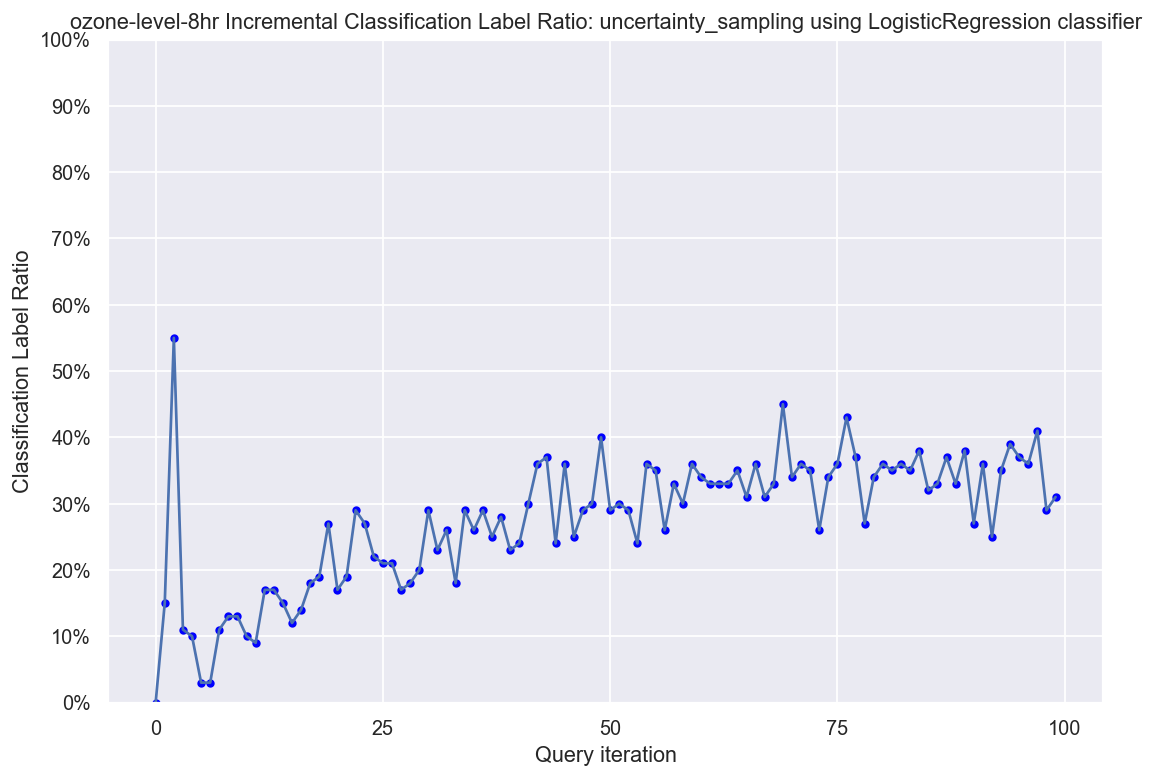 ozone-level-8hr Incremental Classification Label Ratio: uncertainty_sampling using LogisticRegression classifier
100%
90%
80%
70%
60%
50%
40%
30%
20%
10%
0%
Classification Label Ratio
0 25 50 75 100
Query iteration